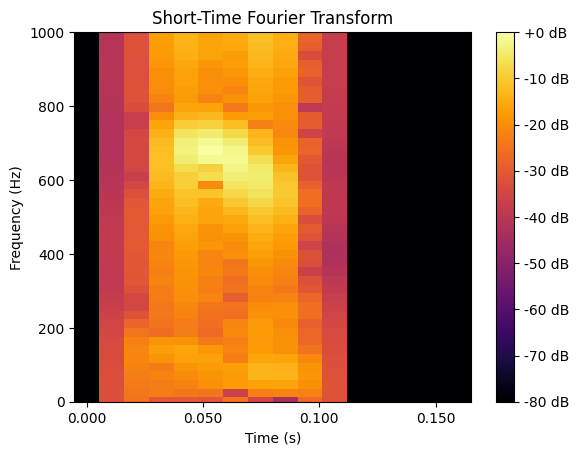 Short-Time Fourier Transform
1000
800
600
400
200
0
Frequency (Hz)
0.000
0.050
0.100
0.150
Time (s)
+0 dB
-10 dB
-20 dB
-30 dB
-40 dB
-50 dB
-60 dB
-70 dB
-80 dB